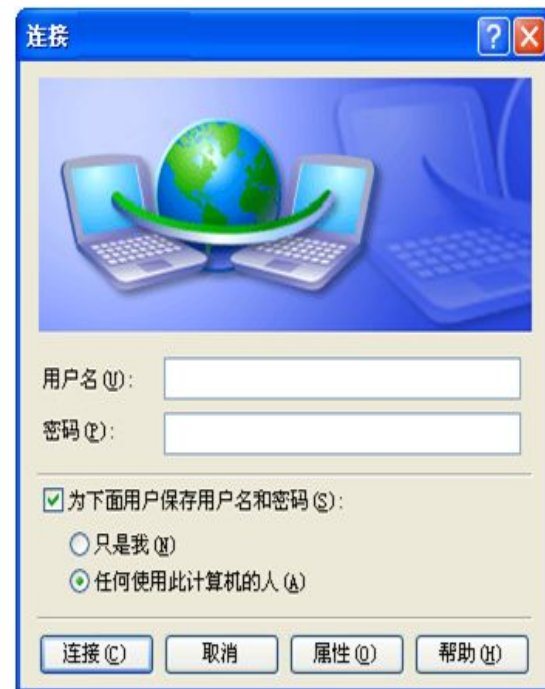 连接
用户名(U):
密码(P):
为下面用户保存用户名和密码(S):
只是我(N)
任何使用此计算机的人(A)
连接(C) 取消 属性(O) 帮助(H)